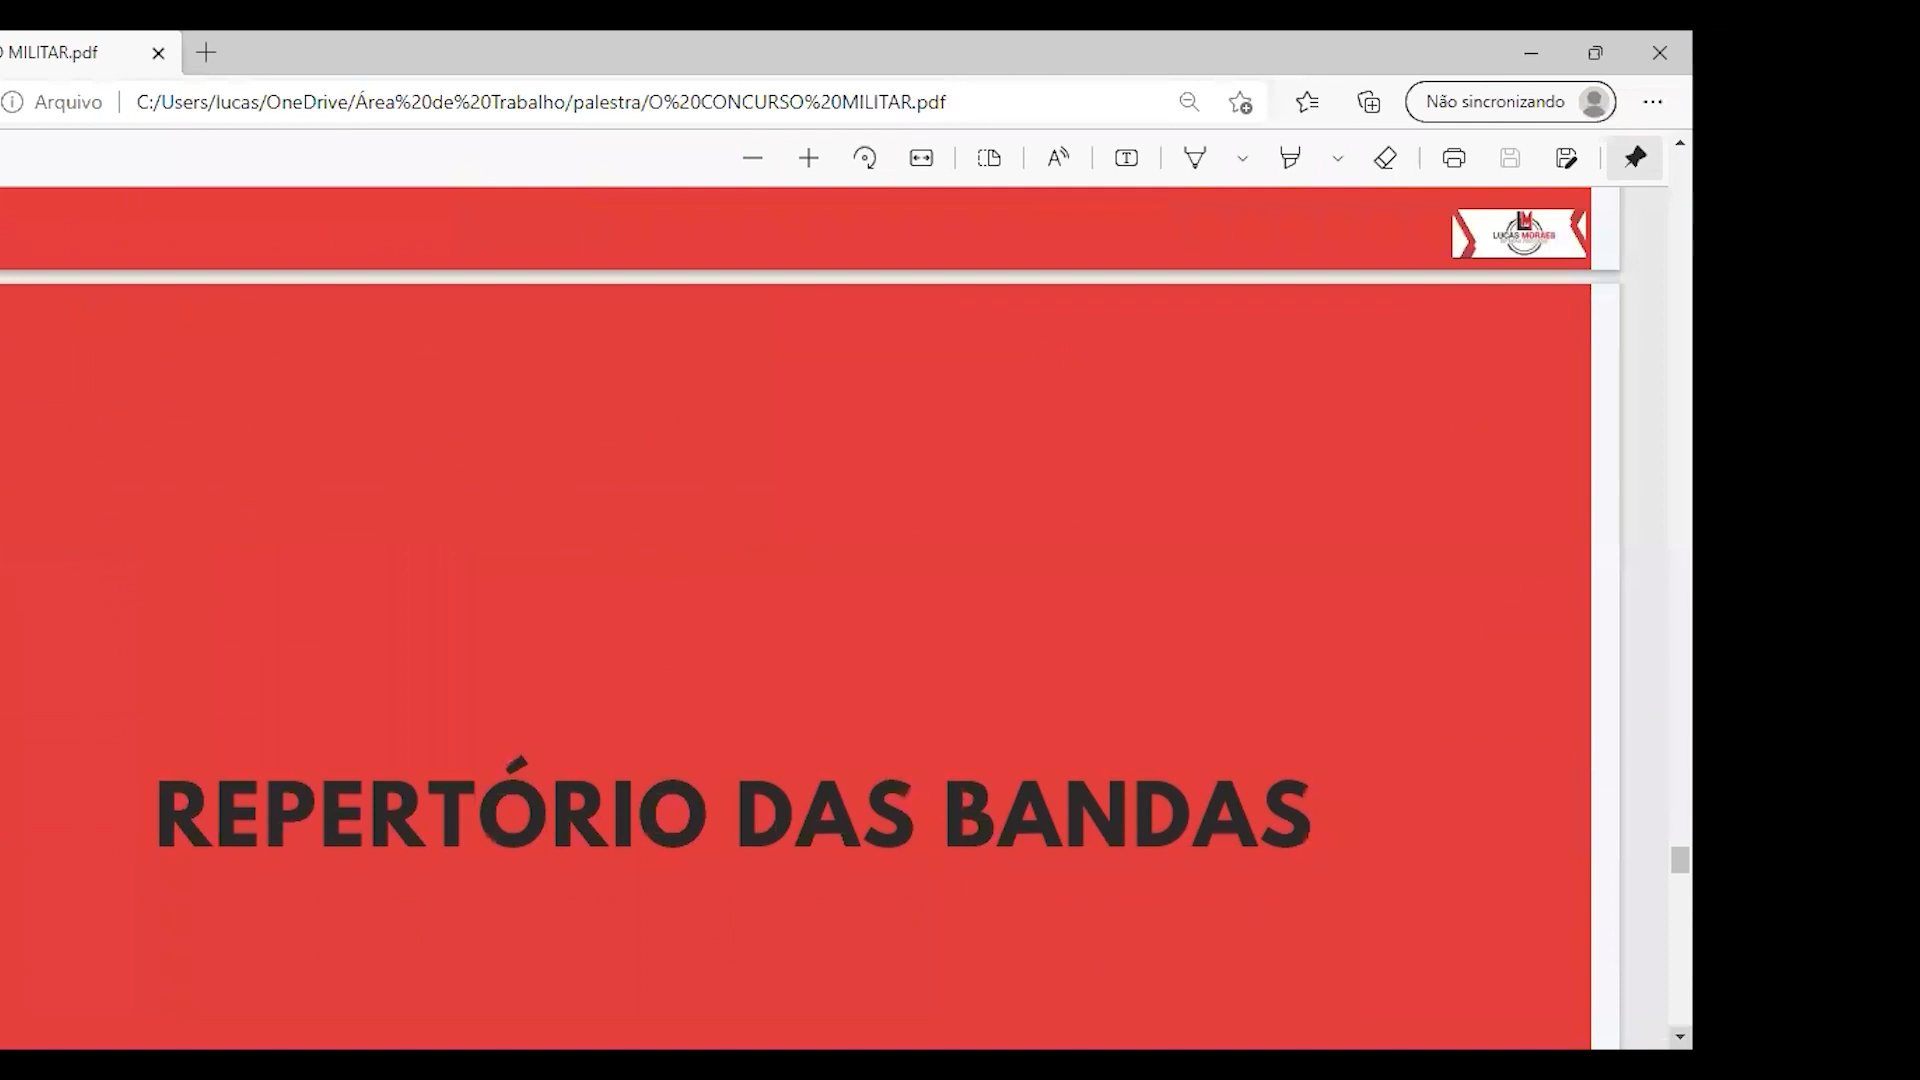 O MILITAR.pdf
Arquivo
C:/Users/lucas/OneDrive/Área%20de%20Trabalho/palestra/O%20CONCURSO%20MILITAR.pdf
Não sincronizando
LM
LUCAS MORAES
REPERTÓRIO DAS BANDAS